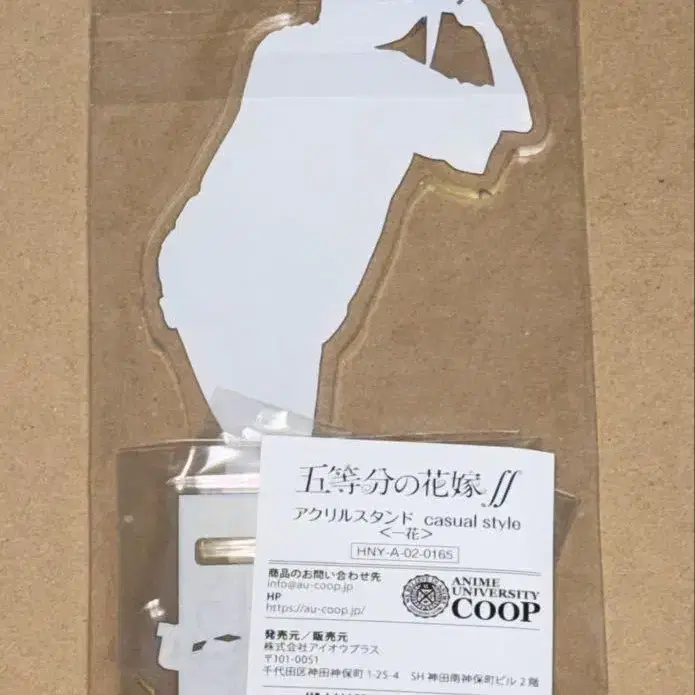 五等分の花嫁∬
アクリルスタンド casual style
＜一花＞
HNY-A-02-0165
商品のお問い合わせ先
info@au-coop.jp
HP
https://au-coop.jp/
ANIME
UNIVERSITY
COOP
発売元／販売元
株式会社アイオウプラス
〒101-0051
千代田区神田神保町1-25-4 SH神田南神保町ビル2階